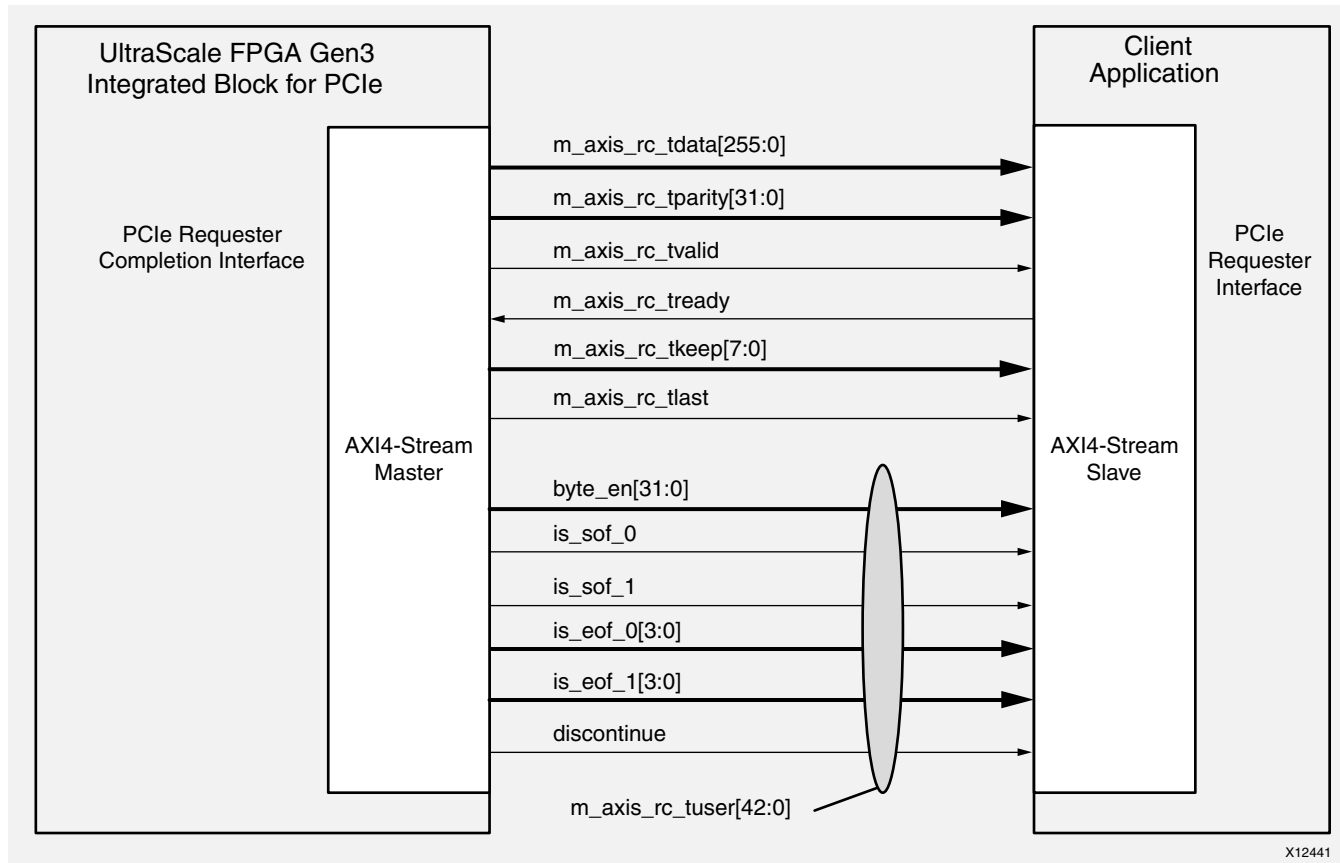 UltraScale FPGA Gen3
Integrated Block for PCIe
Client
Application
m_axis_rc_tdata[255:0]
m_axis_rc_tparity[31:0]
PCIe Requester
Completion Interface
m_axis_rc_tvalid
PCIe
Requester
Interface
m_axis_rc_tready
m_axis_rc_tkeep[7:0]
m_axis_rc_tlast
AXI4-Stream
Master
AXI4-Stream
Slave
byte_en[31:0]
is_sof_0
is_sof_1
is_eof_0[3:0]
is_eof_1[3:0]
discontinue
m_axis_rc_tuser[42:0]
X12441